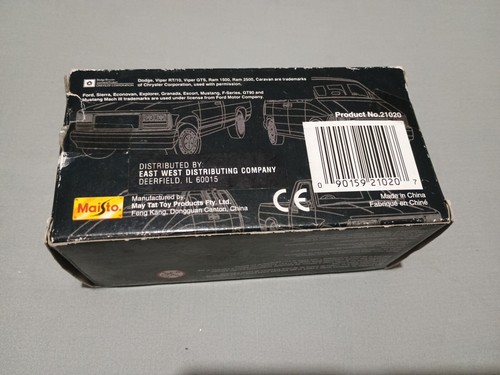 Dodge, Viper RT/10, Viper GTS, Ram 1500, Ram 2500, Caravan are trademarks
of Chrysler Corporation, used with permission.
Ford, Sierra, Econovan, Explorer, Granada, Escort, Mustang, F-Series, GT90 and
Mustang Mach III trademarks are used under license from Ford Motor Company.
Product No.21020
DISTRIBUTED BY:
EAST WEST DISTRIBUTING COMPANY
DEERFIELD, IL 60015
0 90159 21020 7
Maisto
Manufactured by:
May Tat Toy Products Fty. Ltd.
Feng Kang, Dongguan Canton, China
CE
Made in China
Fabriqué en Chine